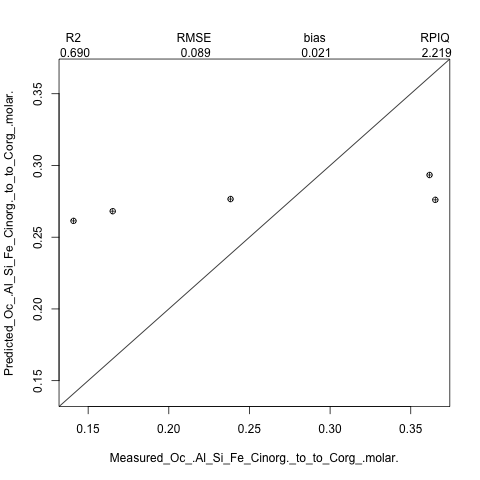 R2 RMSE bias RPIQ
0.690 0.089 0.021 2.219
Predicted_Oc_.Al_Si_Fe_Cinorg._to_to_Corg_.molar.
0.35
0.30
0.25
0.20
0.15
0.15 0.20 0.25 0.30 0.35
Measured_Oc_.Al_Si_Fe_Cinorg._to_to_Corg_.molar.